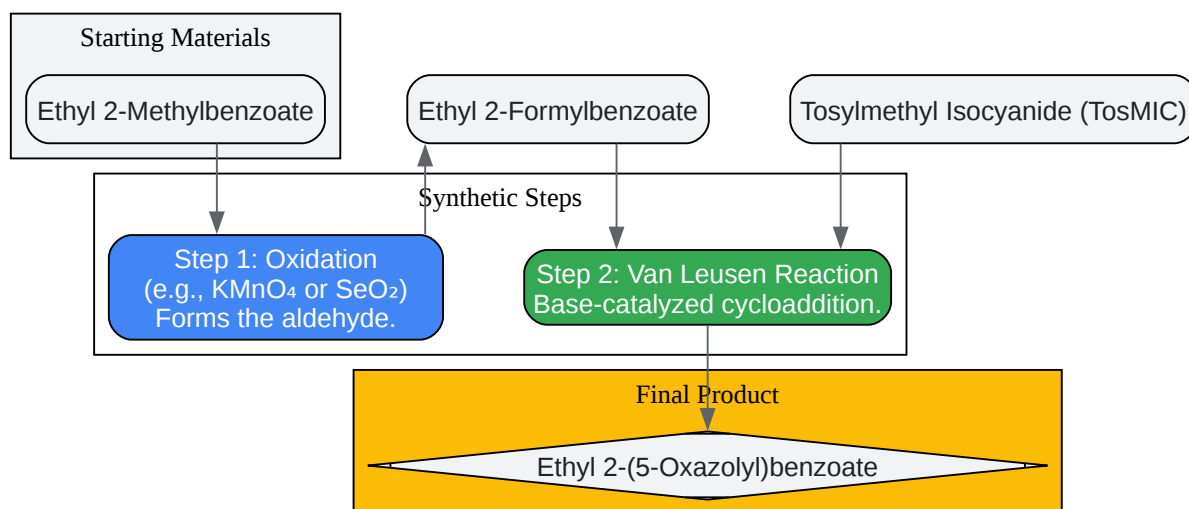 Starting Materials
Ethyl 2-Methylbenzoate
Ethyl 2-Formylbenzoate
Tosylmethyl Isocyanide (TosMIC)
Synthetic Steps
Step 1: Oxidation
(e.g., KMnO₄ or SeO₂)
Forms the aldehyde.
Step 2: Van Leusen Reaction
Base-catalyzed cycloaddition.
Final Product
Ethyl 2-(5-Oxazolyl)benzoate